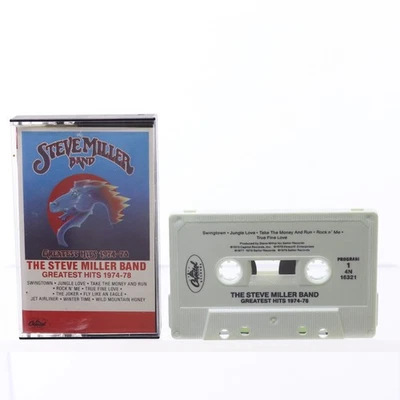 STEVE MILLER
BAND
GREATEST HITS 1974-78
THE STEVE MILLER BAND
GREATEST HITS 1974-78
SWINGTOWN • JUNGLE LOVE • TAKE THE MONEY AND RUN
• ROCK N' ME • TRUE FINE LOVE •
THE JOKER • FLY LIKE AN EAGLE •
JET AIRLINER • WINTER TIME • WILD MOUNTAIN HONEY
Capitol
Swingtown • Jungle Love • Take The Money And Run • Rock n' Me •
True Fine Love
PROGRAM
1
4N
16321
Capitol
THE STEVE MILLER BAND
GREATEST HITS 1974-78